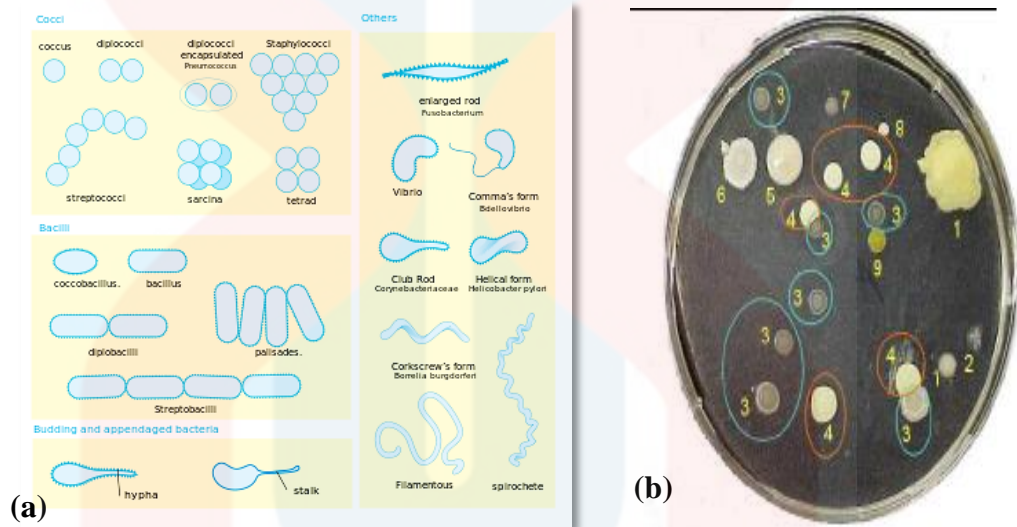 Cocci
coccus
diplococci
diplococci
encapsulated
Pneumococcus
Staphylococci
streptococci
sarcina
tetrad
Bacilli
coccobacillus.
bacillus
diplobacilli
palisades.
Streptobacilli
Budding and appendaged bacteria
hypha
stalk
(a)
Others
enlarged rod
Fusobacterium
Vibrio
Comma's form
Bdellovibrio
Club Rod
Corynebacteriaceae
Helical form
Helicobacter pylori
Corkscrew's form
Borrelia burgdorferi
Filamentous
spirochete
(b)
3
7
8
6
5
4
4
1
4
3
3
9
3
3
4
1
2
3
4
3